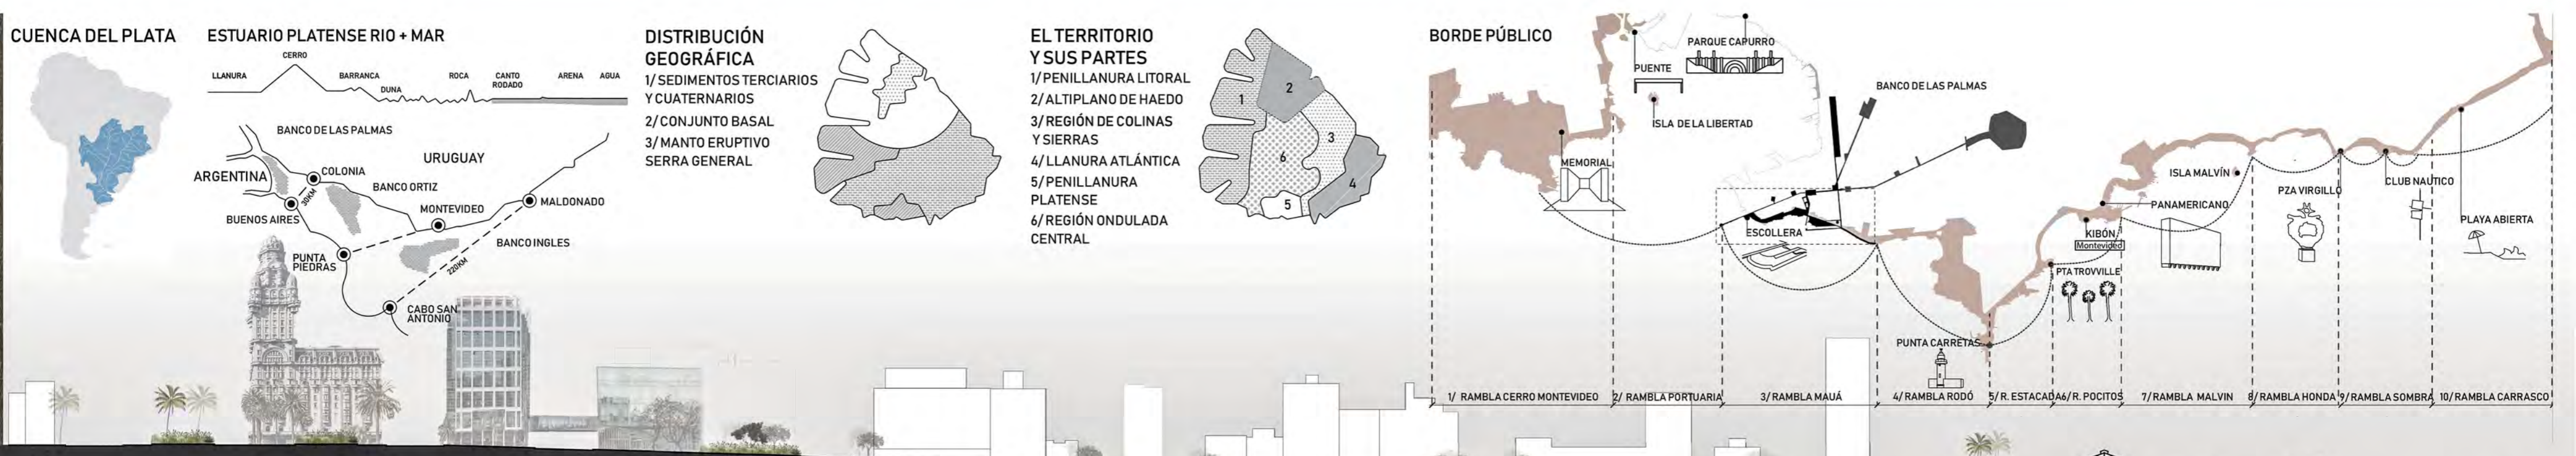 CUENCA DEL PLATA
ESTUARIO PLATENSE RIO + MAR
CERRO
LLANURA
BARRANCA
DUNA
ROCA
CANTO
RODADO
ARENA
AGUA
BANCO DE LAS PALMAS
URUGUAY
ARGENTINA
COLONIA
30KM
BANCO ORTIZ
BUENOS AIRES
MONTEVIDEO
MALDONADO
BANCO INGLES
PUNTA
PIEDRAS
220KM
CABO SAN
ANTONIO
DISTRIBUCIÓN
GEOGRÁFICA
1/ SEDIMENTOS TERCIARIOS
Y CUATERNARIOS
2/ CONJUNTO BASAL
3/ MANTO ERUPTIVO
SERRA GENERAL
EL TERRITORIO
Y SUS PARTES
1/ PENILLANURA LITORAL
2/ ALTIPLANO DE HAEDO
3/ REGIÓN DE COLINAS
Y SIERRAS
4/ LLANURA ATLÁNTICA
5/ PENILLANURA
PLATENSE
6/ REGIÓN ONDULADA
CENTRAL
1
2
3
4
5
6
BORDE PÚBLICO
PARQUE CAPURRO
PUENTE
ISLA DE LA LIBERTAD
BANCO DE LAS PALMAS
MEMORIAL
ESCOLLERA
ISLA MALVÍN
PZA VIRGILLO
CLUB NAUTICO
PANAMERICANO
PLAYA ABIERTA
KIBÓN
Montevideo
PTA TROVVILLE
PUNTA CARRETAS
1/ RAMBLA CERRO MONTEVIDEO
2/ RAMBLA PORTUARIA
3/ RAMBLA MAUÁ
4/ RAMBLA RODÓ
5/ R. ESTACADA
6/ R. POCITOS
7/ RAMBLA MALVIN
8/ RAMBLA HONDA
9/ RAMBLA SOMBRA
10/ RAMBLA CARRASCO